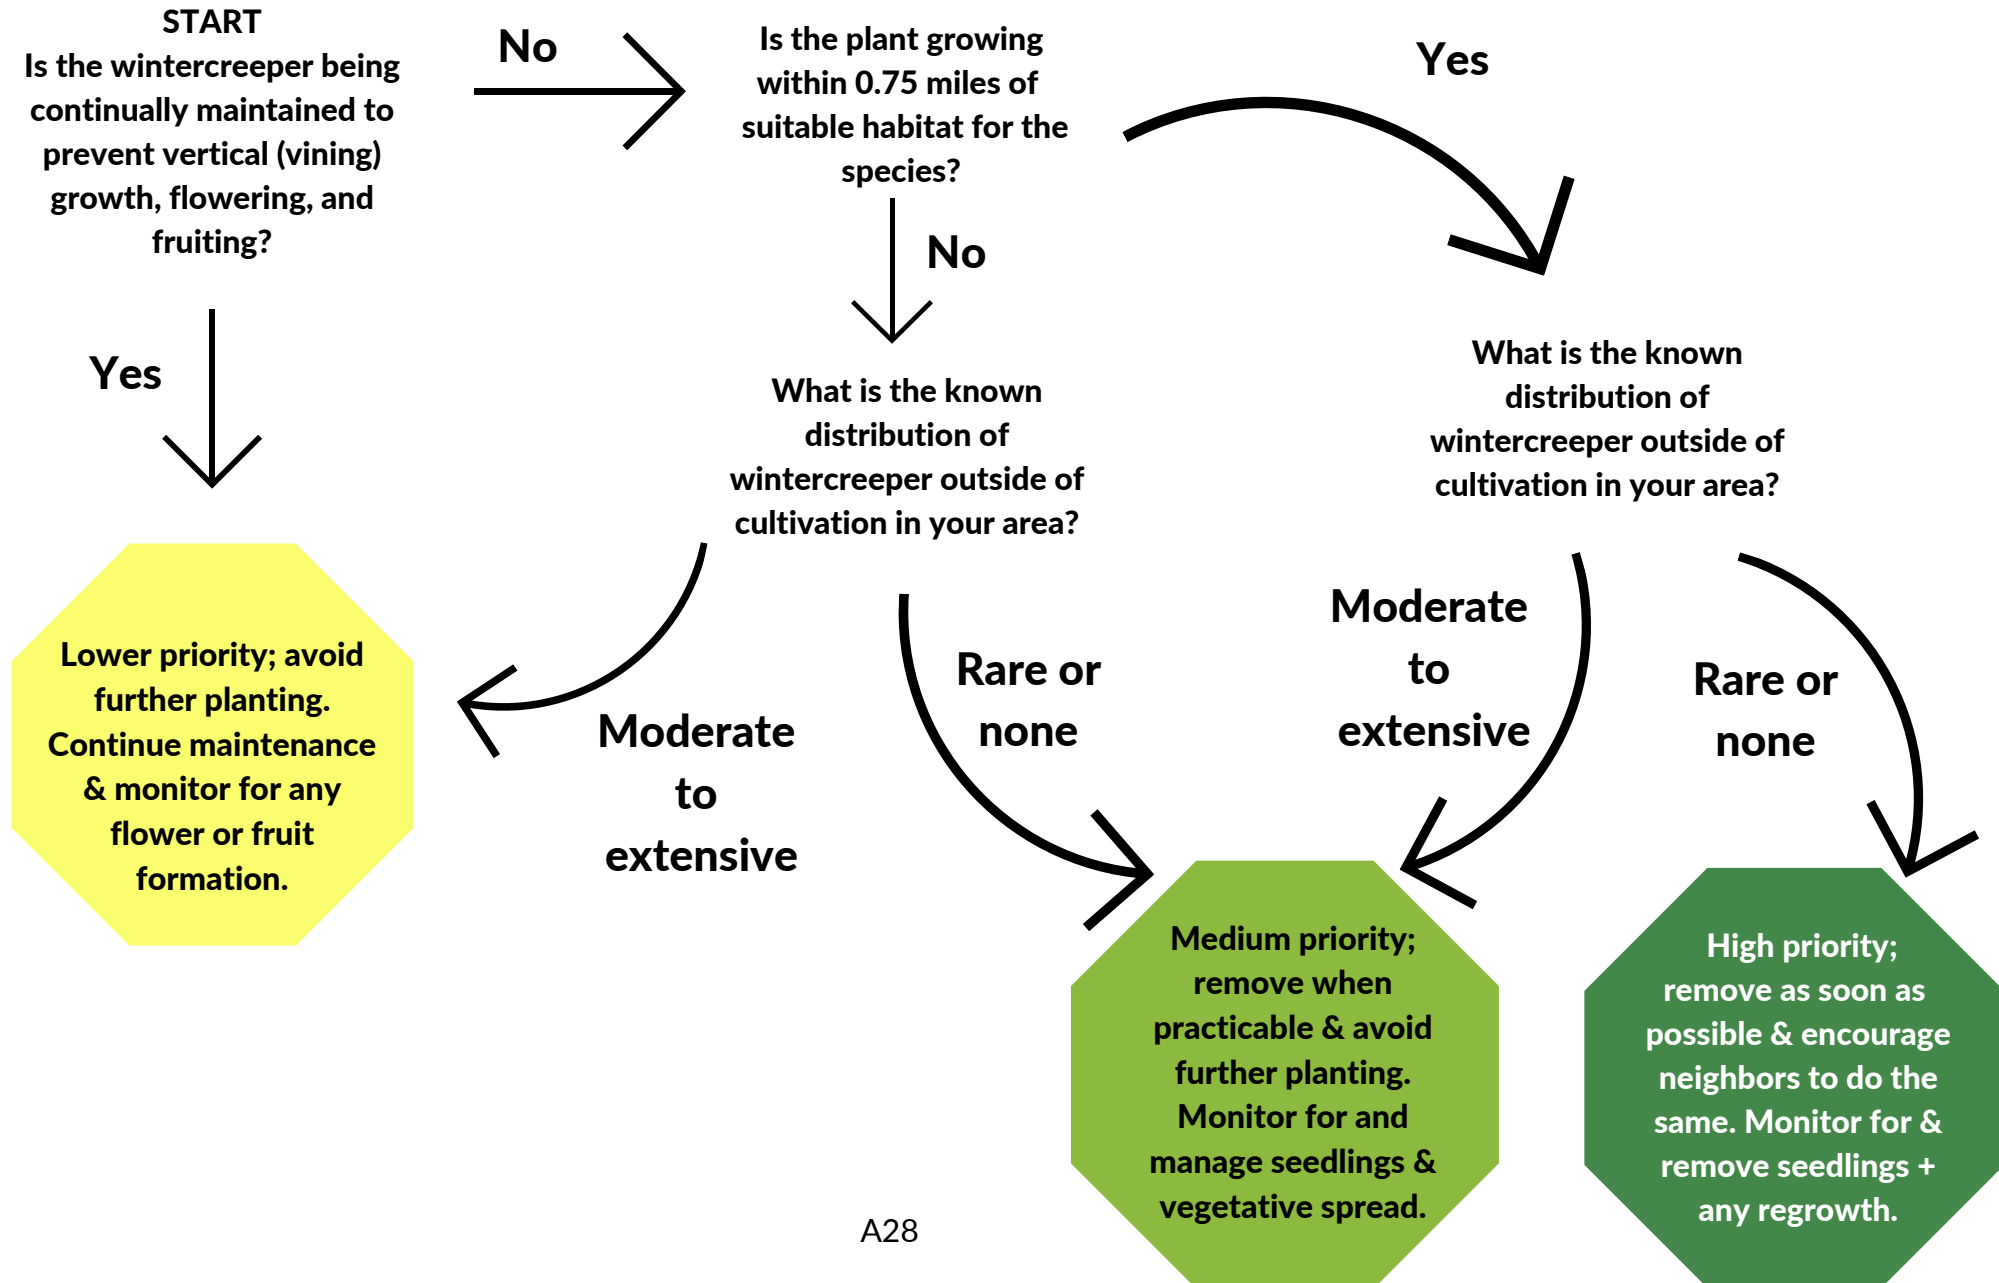 START
Is the wintercreeper being
continually maintained to
prevent vertical (vining)
growth, flowering, and
fruiting?
No
Is the plant growing
within 0.75 miles of
suitable habitat for the
species?
Yes
Yes
No
What is the known
distribution of
wintercreeper outside of
cultivation in your area?
What is the known
distribution of
wintercreeper outside of
cultivation in your area?
Lower priority; avoid
further planting.
Continue maintenance
& monitor for any
flower or fruit
formation.
Moderate
to
extensive
Rare or
none
Moderate
to
extensive
Rare or
none
Medium priority;
remove when
practicable & avoid
further planting.
Monitor for and
manage seedlings &
vegetative spread.
High priority;
remove as soon as
possible & encourage
neighbors to do the
same. Monitor for &
remove seedlings +
any regrowth.
A28